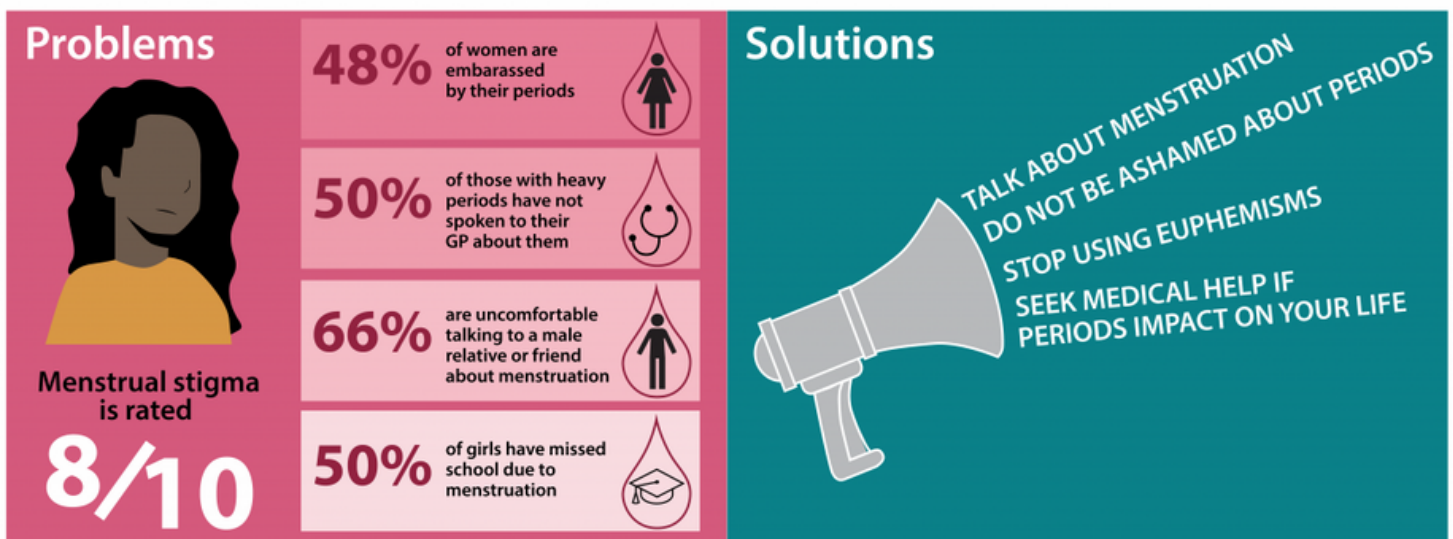 Problems
Menstrual stigma
is rated
8/10
48%
of women are
embarassed
by their periods
50%
of those with heavy
periods have not
spoken to their
GP about them
66%
are uncomfortable
talking to a male
relative or friend
about menstruation
50%
of girls have missed
school due to
menstruation
Solutions
TALK ABOUT MENSTRUATION
DO NOT BE ASHAMED ABOUT PERIODS
STOP USING EUPHEMISMS
SEEK MEDICAL HELP IF
PERIODS IMPACT ON YOUR LIFE